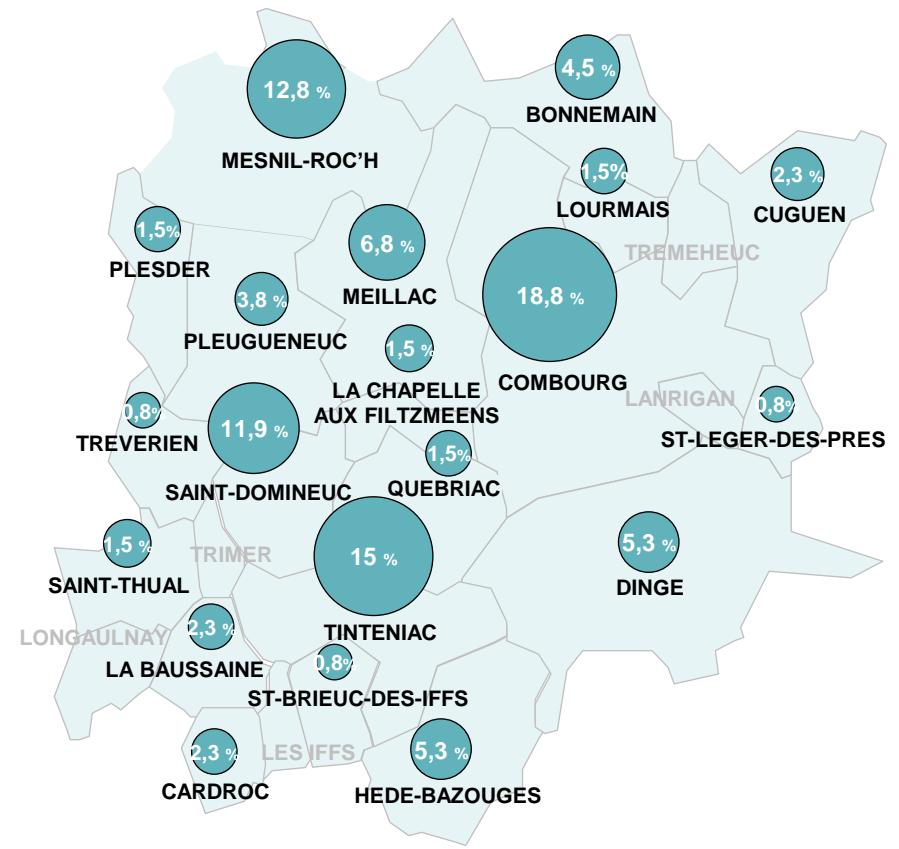 4,5 %
BONNEMAIN
12,8 %
MESNIL-ROC'H
1,5%
LOURMAIS
2,3 %
CUGUEN
1,5%
PLESDER
6,8 %
MEILLAC
TREMEHEUC
3,8 %
PLEUGUENEUC
18,8 %
COMBOURG
1,5 %
LA CHAPELLE
AUX FILTZMEENS
LANRIGAN
0,8%
TREVERIEN
11,9 %
SAINT-DOMINEUC
0,8%
ST-LEGER-DES-PRES
1,5%
QUEBRIAC
1,5 %
SAINT-THUAL
TRIMER
15 %
TINTENIAC
5,3 %
DINGE
LONGAULNAY
2,3 %
LA BAUSSAINE
0,8%
ST-BRIEUC-DES-IFFS
2,3 %
CARDROC
LES IFFS
5,3 %
HEDE-BAZOUGES